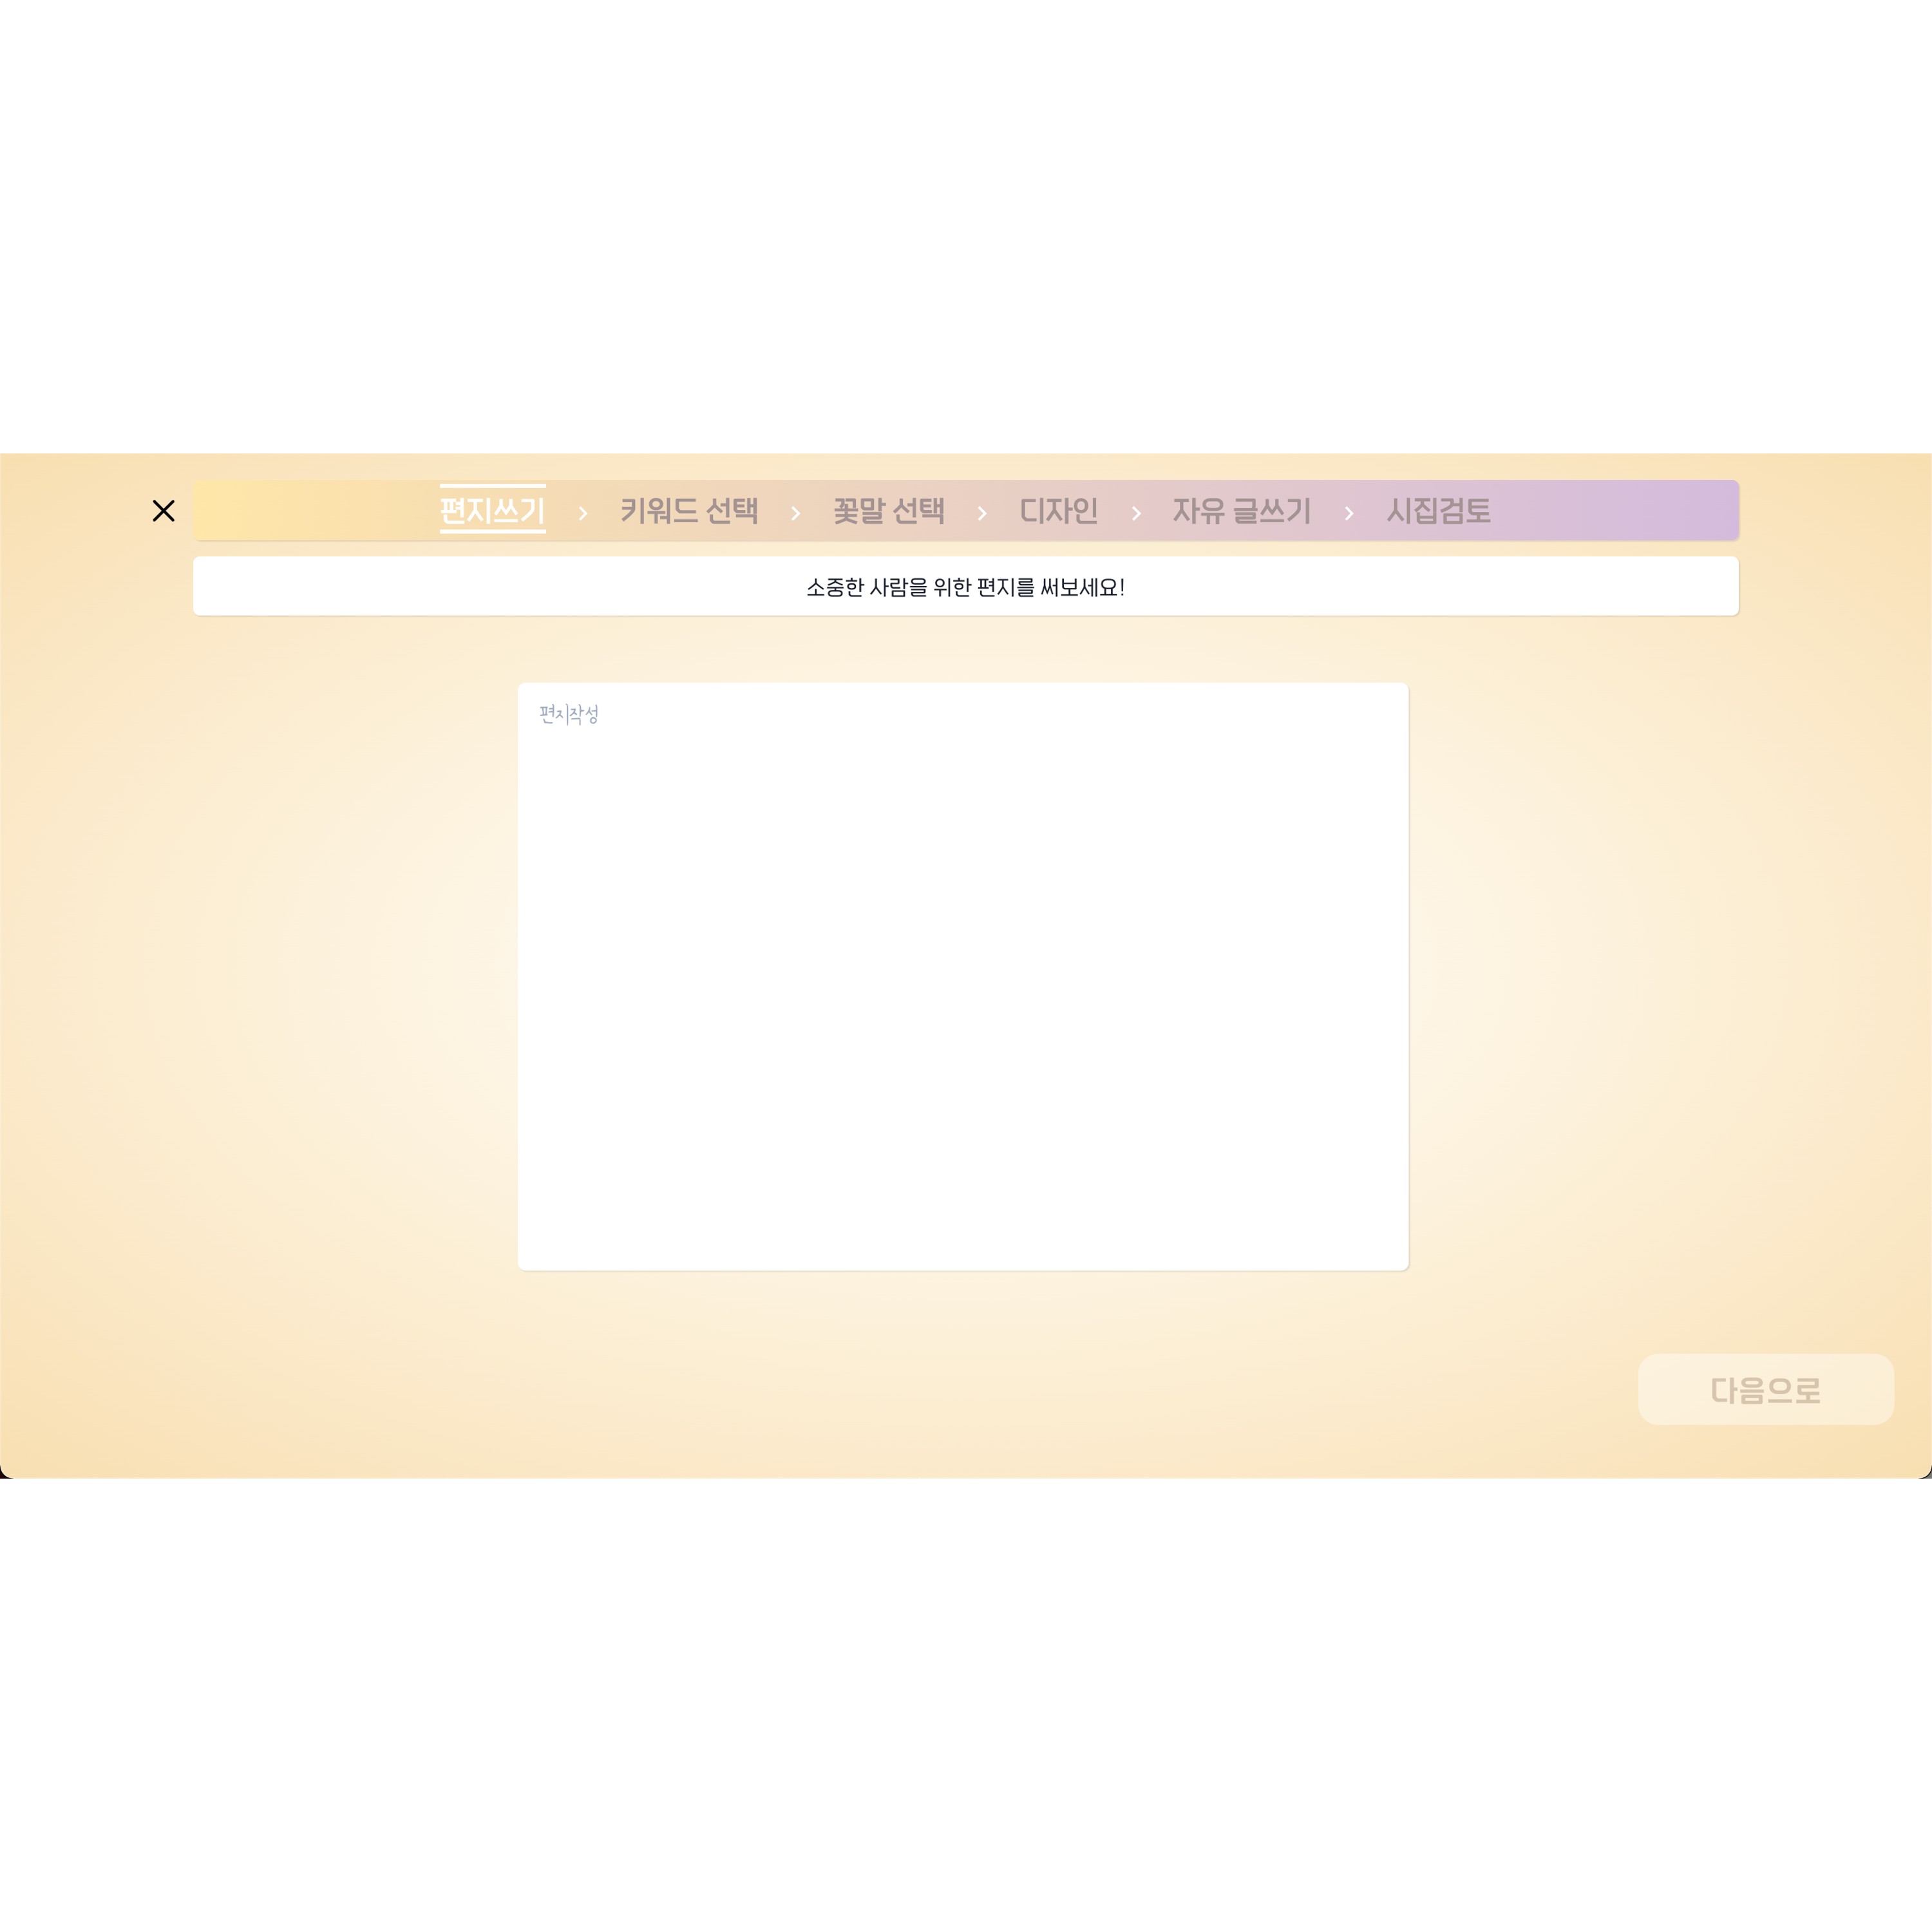 편지쓰기 > 키워드 선택 > 꽃말 선택 > 디자인 > 자유 글쓰기 > 시집검토
소중한 사람을 위한 편지를 써보세요!
편지작성
다음으로